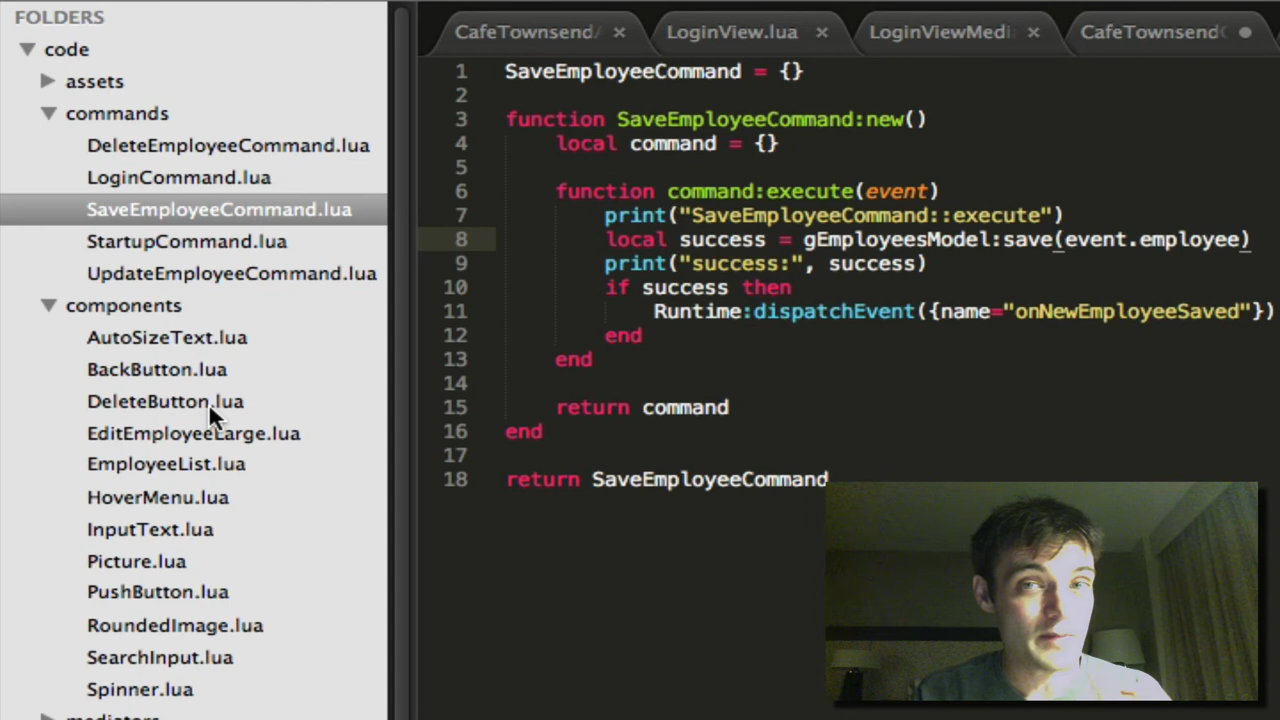 FOLDERS
code
assets
commands
DeleteEmployeeCommand.lua
LoginCommand.lua
SaveEmployeeCommand.lua
StartupCommand.lua
UpdateEmployeeCommand.lua
components
AutoSizeText.lua
BackButton.lua
DeleteButton.lua
EditEmployeeLarge.lua
EmployeeList.lua
HoverMenu.lua
InputText.lua
Picture.lua
PushButton.lua
RoundedImage.lua
SearchInput.lua
Spinner.lua
mediators
CafeTownsend/ × LoginView.lua × LoginViewMedi × CafeTownsendC
1 SaveEmployeeCommand = {}
2
3 function SaveEmployeeCommand:new()
4 local command = {}
5
6 function command:execute(event)
7 print("SaveEmployeeCommand::execute")
8 local success = gEmployeesModel:save(event.employee)
9 print("success:", success)
10 if success then
11 Runtime:dispatchEvent({name="onNewEmployeeSaved"})
12 end
13 end
14
15 return command
16 end
17
18 return SaveEmployeeCommand